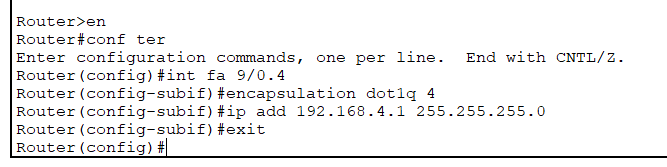 Router>en
Router#conf ter
Enter configuration commands, one per line.  End with CNTL/Z.
Router(config)#int fa 9/0.4
Router(config-subif)#encapsulation dot1q 4
Router(config-subif)#ip add 192.168.4.1 255.255.255.0
Router(config-subif)#exit
Router(config)#